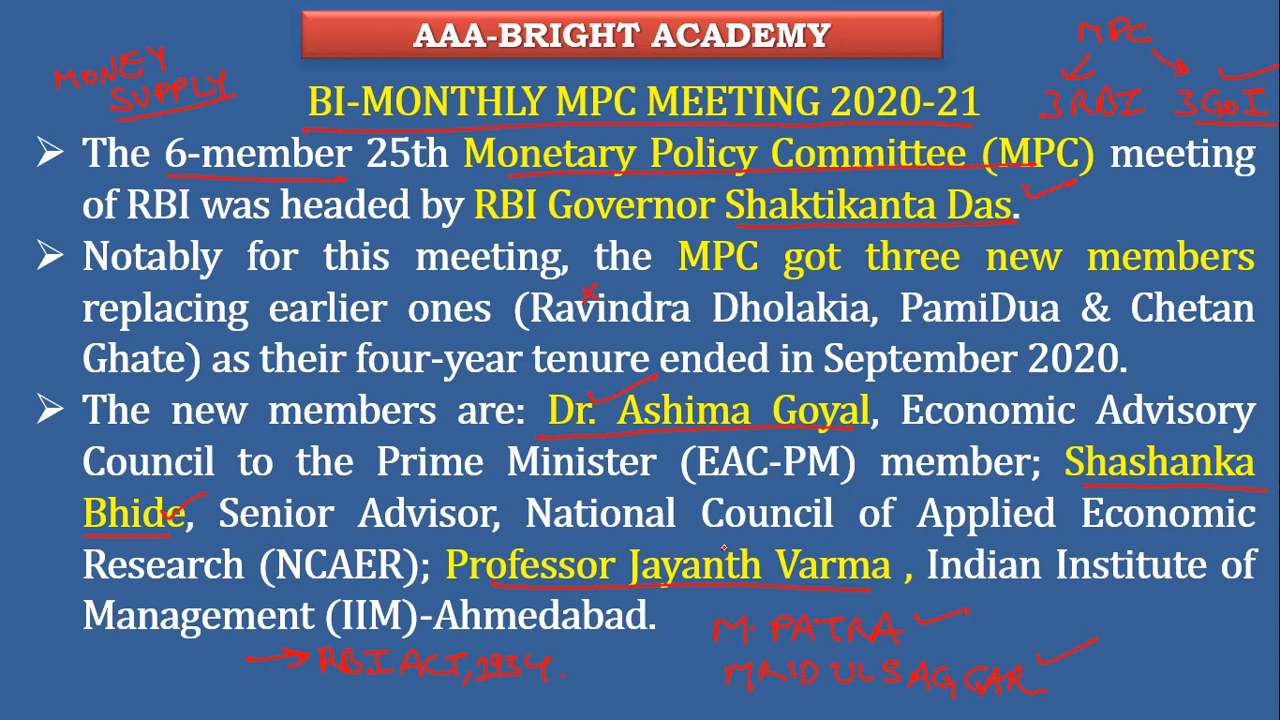 AAA-BRIGHT ACADEMY
MPC
MONEY
SUPPLY
3 RBI 3 GOI
BI-MONTHLY MPC MEETING 2020-21
➢ The 6-member 25th Monetary Policy Committee (MPC) meeting
of RBI was headed by RBI Governor Shaktikanta Das.
➢ Notably for this meeting, the MPC got three new members
replacing earlier ones (Ravindra Dholakia, PamiDua & Chetan
Ghate) as their four-year tenure ended in September 2020.
➢ The new members are: Dr. Ashima Goyal, Economic Advisory
Council to the Prime Minister (EAC-PM) member; Shashanka
Bhide, Senior Advisor, National Council of Applied Economic
Research (NCAER); Professor Jayanth Varma , Indian Institute of
Management (IIM)-Ahmedabad.
M. PATRA
→ RBI ACT, 1934.
MRIDUL SAGGAR